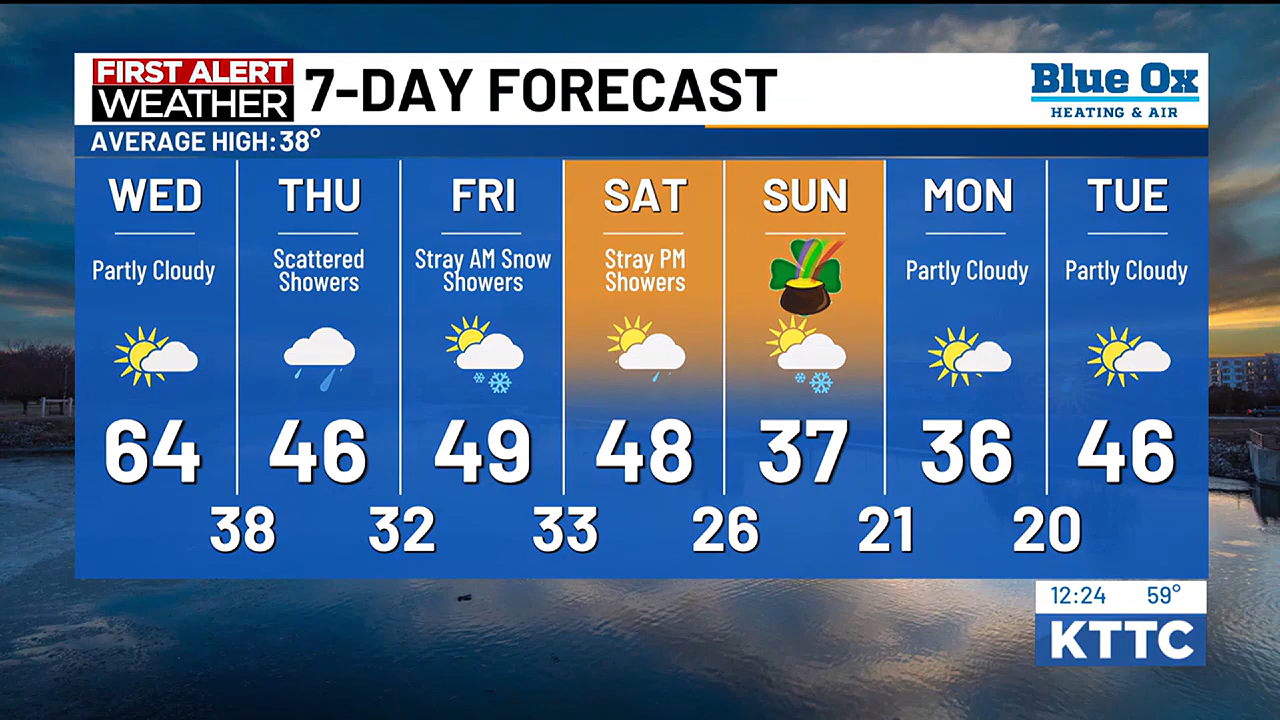 FIRST ALERT
WEATHER
7-DAY FORECAST
Blue Ox
HEATING & AIR
AVERAGE HIGH: 38°
WED
THU
FRI
SAT
SUN
MON
TUE
Partly Cloudy
Scattered
Showers
Stray AM Snow
Showers
Stray PM
Showers
Partly Cloudy
Partly Cloudy
64
46
49
48
37
36
46
38
32
33
26
21
20
12:24 59°
KTTC